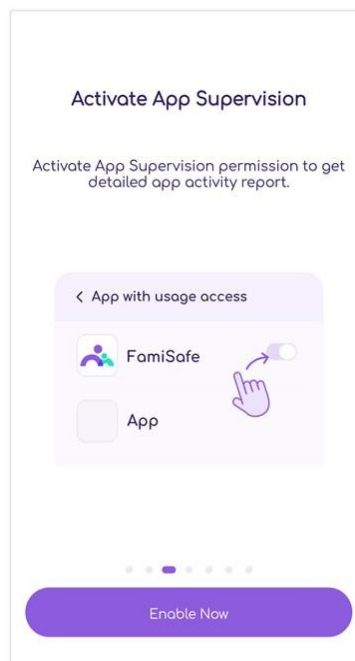 Activate App Supervision
Activate App Supervision permission to get
detailed app activity report.
< App with usage access
FamiSafe
App
Enable Now